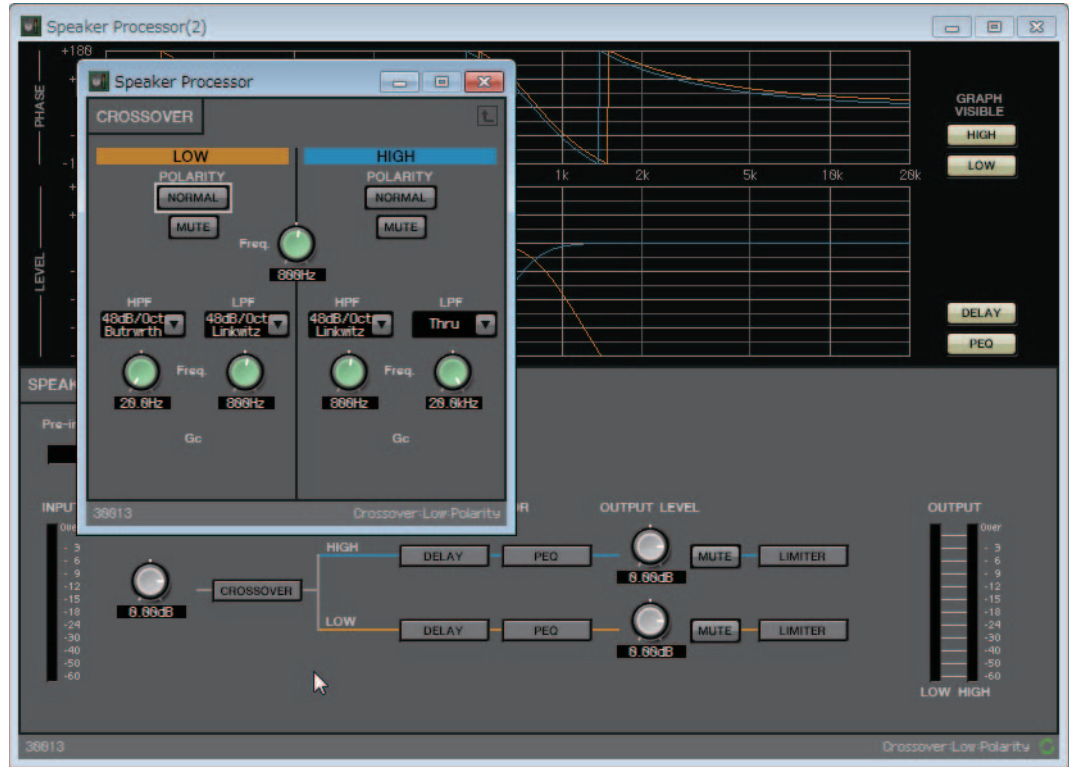 Speaker Processor(2)
+180
PHASE
GRAPH
VISIBLE
HIGH
LOW
1k 2k 5k 10k 20k
LEVEL
DELAY
PEQ
Speaker Processor
CROSSOVER
LOW HIGH
POLARITY POLARITY
NORMAL NORMAL
MUTE MUTE
Freq.
800Hz
HPF LPF HPF LPF
48dB/Oct 48dB/Oct 48dB/Oct Thru
Butrwrth Linkwitz Linkwitz
Freq. Freq.
20.0Hz 800Hz 800Hz 20.0kHz
Gc Gc
30013 Crossover:Low:Polarity
SPEAK
Pre-in
INPU
Over
- 3
- 6
- 9
-12
-15
-18
-24
-30
-40
-50
-60
0.00dB
CROSSOVER
OR
OUTPUT LEVEL
HIGH DELAY PEQ MUTE LIMITER
0.00dB
LOW DELAY PEQ MUTE LIMITER
0.00dB
OUTPUT
Over
- 3
- 6
- 9
-12
-15
-18
-24
-30
-40
-50
-60
LOW HIGH
30013 Crossover:Low:Polarity